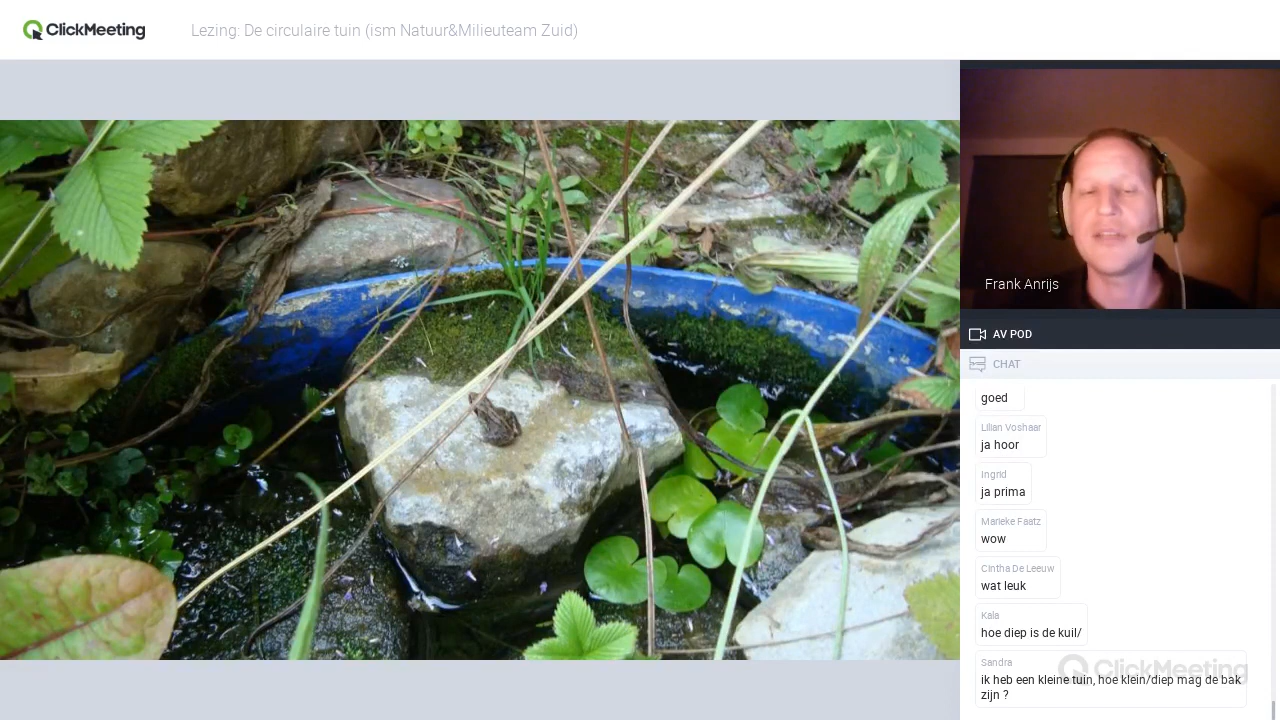 ClickMeeting
Lezing: De circulaire tuin (ism Natuur&Milieuteam Zuid)
Frank Anrijs
AV POD
CHAT
goed
Lilian Voshaar
ja hoor
Ingrid
ja prima
Marieke Faatz
wow
Cintha De Leeuw
wat leuk
Kala
hoe diep is de kuil/
Sandra
ik heb een kleine tuin, hoe klein/diep mag de bak
zijn ?
ClickMeeting